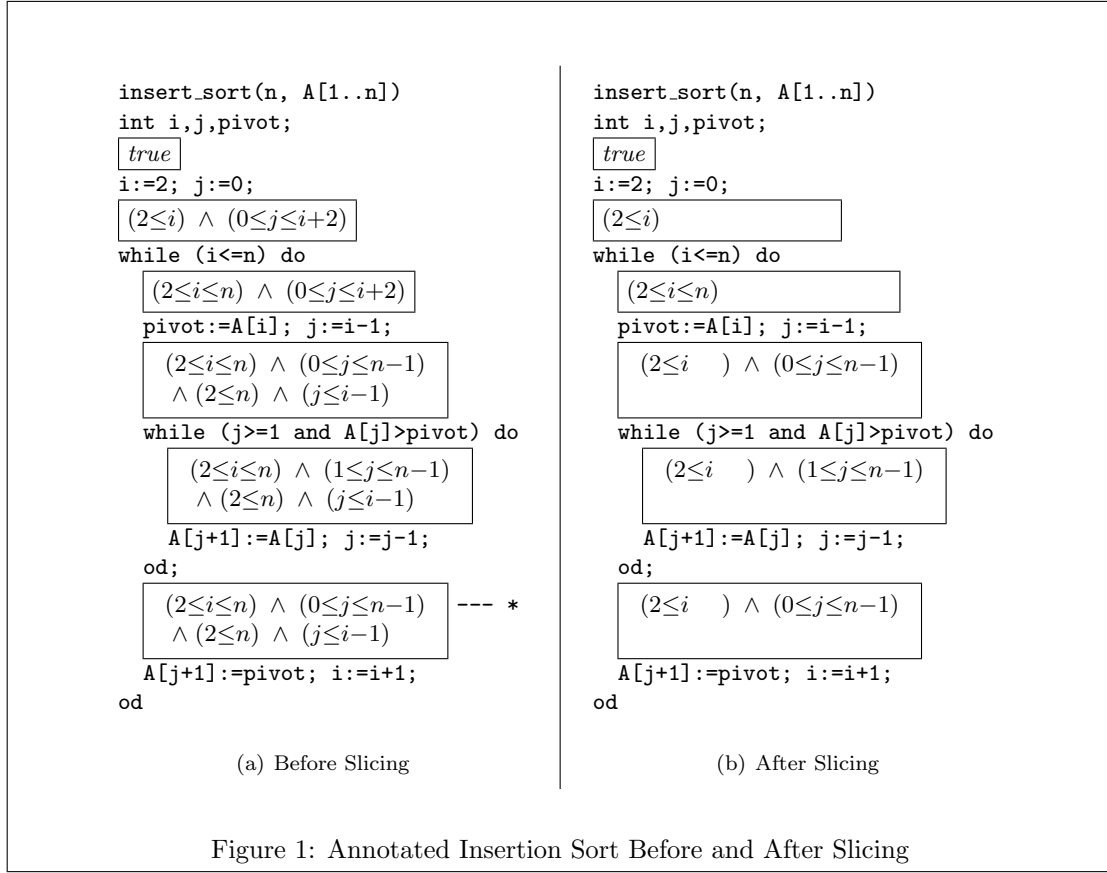 insert_sort(n, A[1..n])
int i,j,pivot;
true
i:=2; j:=0;
(2≤i) ∧ (0≤j≤i+2)
while (i<=n) do
(2≤i≤n) ∧ (0≤j≤i+2)
pivot:=A[i]; j:=i-1;
(2≤i≤n) ∧ (0≤j≤n−1)
∧ (2≤n) ∧ (j≤i−1)
while (j>=1 and A[j]>pivot) do
(2≤i≤n) ∧ (1≤j≤n−1)
∧ (2≤n) ∧ (j≤i−1)
A[j+1]:=A[j]; j:=j-1;
od;
(2≤i≤n) ∧ (0≤j≤n−1) --- *
∧ (2≤n) ∧ (j≤i−1)
A[j+1]:=pivot; i:=i+1;
od
(a) Before Slicing
insert_sort(n, A[1..n])
int i,j,pivot;
true
i:=2; j:=0;
(2≤i)
while (i<=n) do
(2≤i≤n)
pivot:=A[i]; j:=i-1;
(2≤i ) ∧ (0≤j≤n−1)
while (j>=1 and A[j]>pivot) do
(2≤i ) ∧ (1≤j≤n−1)
A[j+1]:=A[j]; j:=j-1;
od;
(2≤i ) ∧ (0≤j≤n−1)
A[j+1]:=pivot; i:=i+1;
od
(b) After Slicing
Figure 1: Annotated Insertion Sort Before and After Slicing